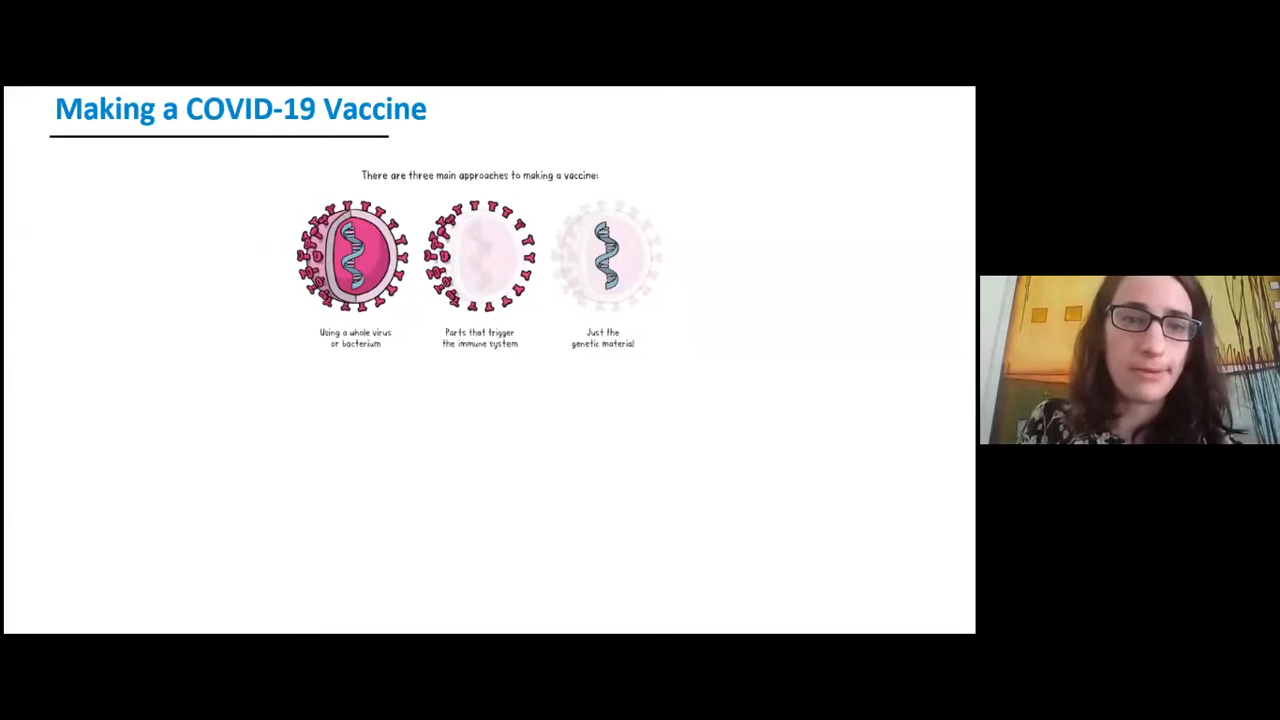 Making a COVID-19 Vaccine
There are three main approaches to making a vaccine:
Using a whole virus
or bacterium
Parts that trigger
the immune system
Just the
genetic material